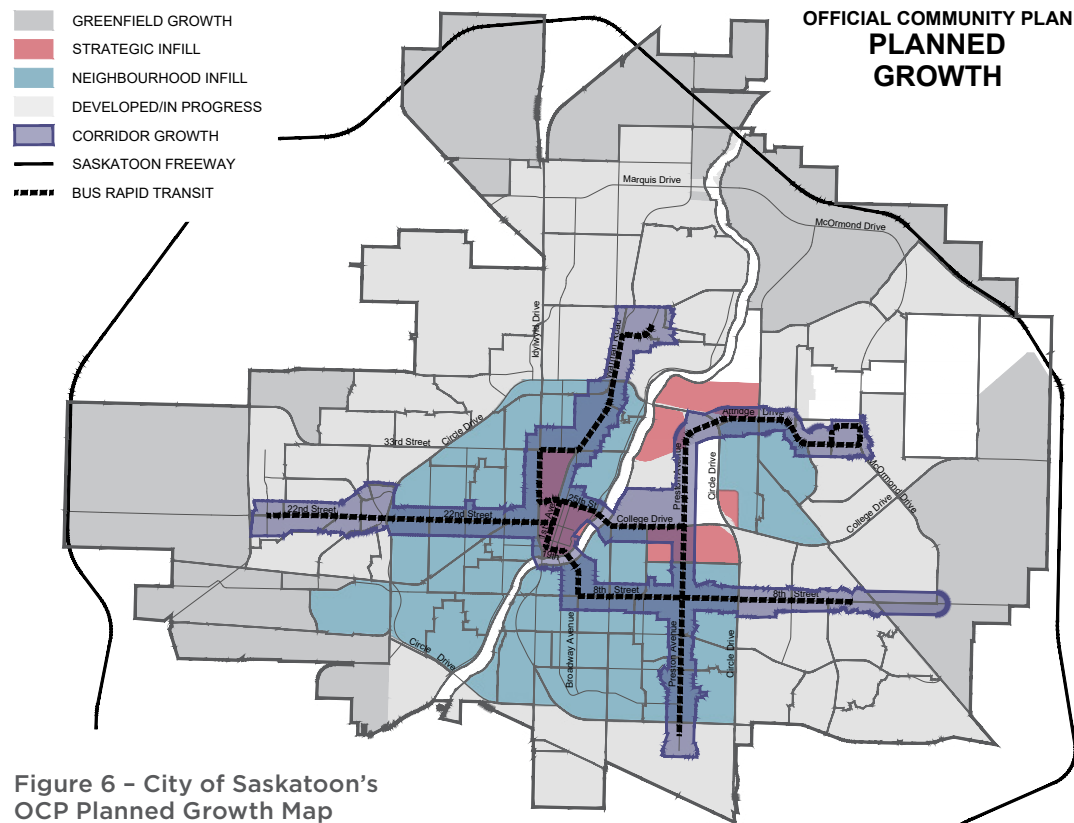 GREENFIELD GROWTH
STRATEGIC INFILL
NEIGHBOURHOOD INFILL
DEVELOPED/IN PROGRESS
CORRIDOR GROWTH
SASKATOON FREEWAY
BUS RAPID TRANSIT
OFFICIAL COMMUNITY PLAN
PLANNED
GROWTH
Marquis Drive
McOrmond Drive
Idylwyld Drive
Circle Drive
33rd Street
Attridge Drive
Preston Avenue
Circle Drive
McOrmond Drive
College Drive
22nd Street
22nd Street
25th St
1st Ave
19th
College Drive
8th Street
8th Street
Broadway Avenue
Preston Avenue
Circle Drive
Circle Drive
Figure 6 – City of Saskatoon's
OCP Planned Growth Map